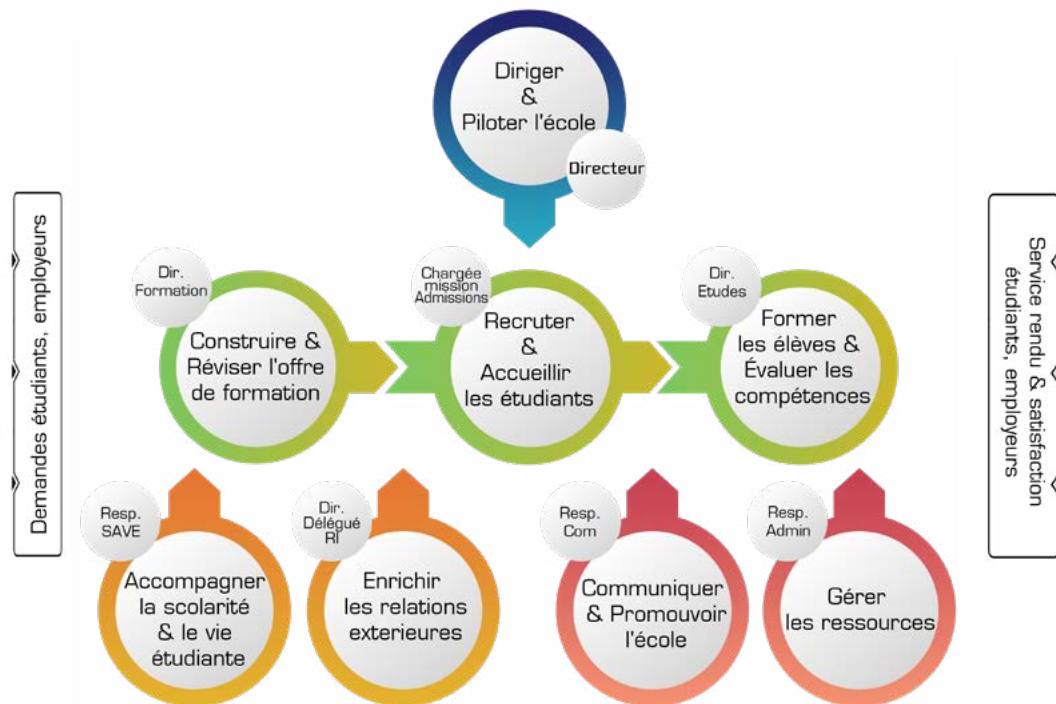 Diriger
&
Piloter l'école
Directeur
Demandes étudiants, employeurs
Service rendu & satisfaction
étudiants, employeurs
Dir.
Formation
Construire &
Réviser l'offre
de formation
Chargée
mission
Admissions
Recruter
&
Accueillir
les étudiants
Dir.
Etudes
Former
les élèves &
Évaluer les
compétences
Resp.
SAVE
Accompagner
la scolarité
& le vie
étudiante
Dir.
Délégué
RI
Enrichir
les relations
exterieures
Resp.
Com
Communiquer
& Promouvoir
l'école
Resp.
Admin
Gérer
les ressources